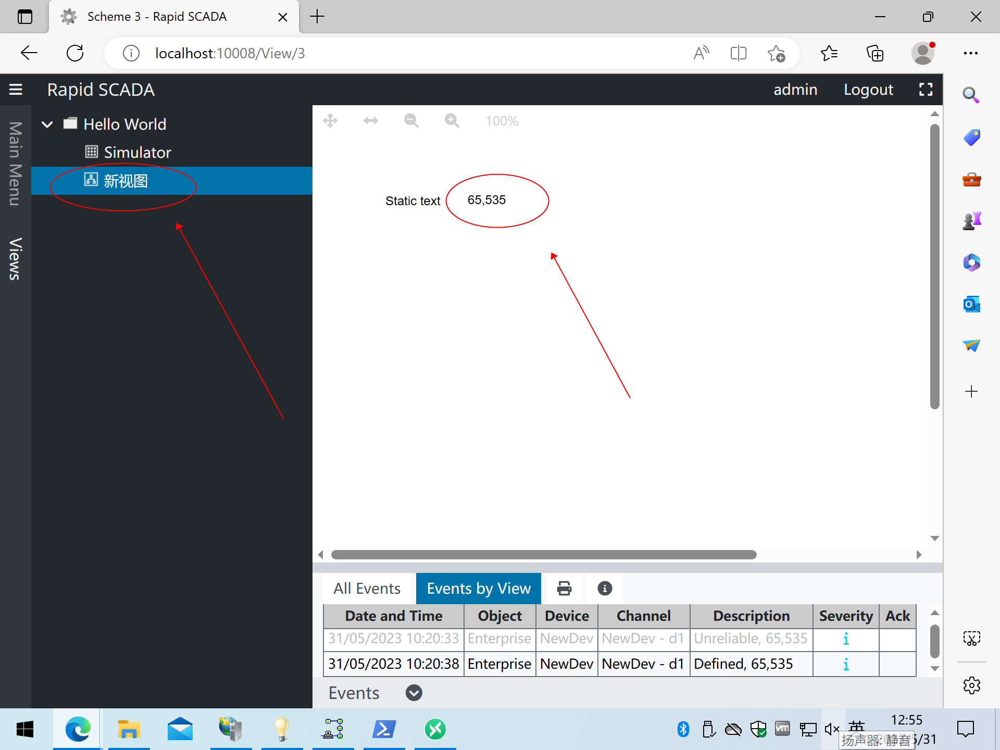 Scheme 3 - Rapid SCADA
localhost:10008/View/3
Rapid SCADA
admin
Logout
Main Menu
Views
Hello World
Simulator
新视图
100%
Static text
65,535
All Events
Events by View
Date and Time Object Device Channel Description Severity Ack
31/05/2023 10:20:33 Enterprise NewDev NewDev - d1 Unreliable, 65,535
31/05/2023 10:20:38 Enterprise NewDev NewDev - d1 Defined, 65,535
Events
英
12:55
扬声器: 静音
5/31